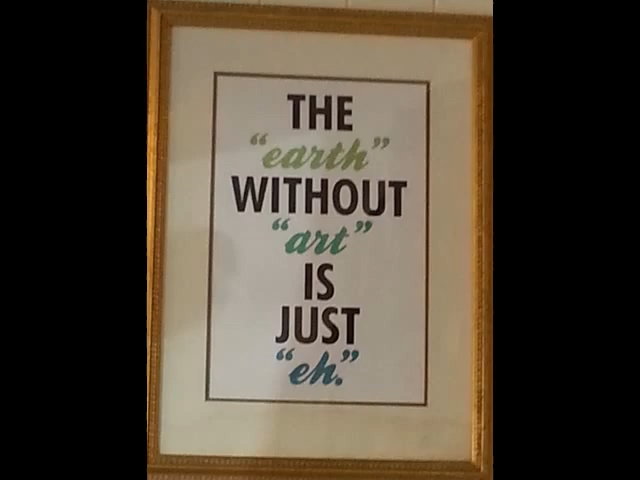 THE
“earth”
WITHOUT
“art”
IS
JUST
“eh.”